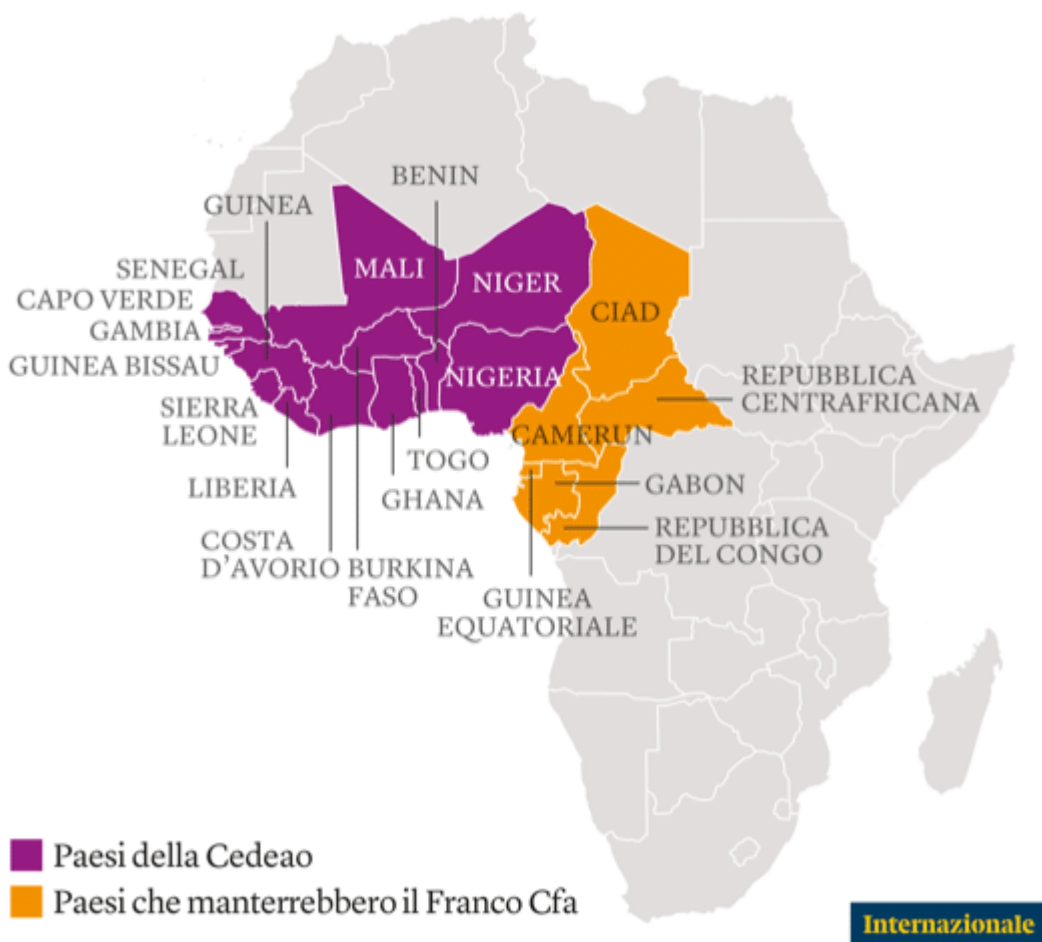 BENIN
GUINEA
SENEGAL
MALI
NIGER
CAPO VERDE
CIAD
GAMBIA
GUINEA BISSAU
NIGERIA
REPUBBLICA
CENTRAFRICANA
SIERRA
LEONE
CAMERUN
TOGO
LIBERIA
GHANA
GABON
REPUBBLICA
DEL CONGO
COSTA
D'AVORIO
BURKINA
FASO
GUINEA
EQUATORIALE
Paesi della Cedeao
Paesi che manterrebbero il Franco Cfa
Internazionale